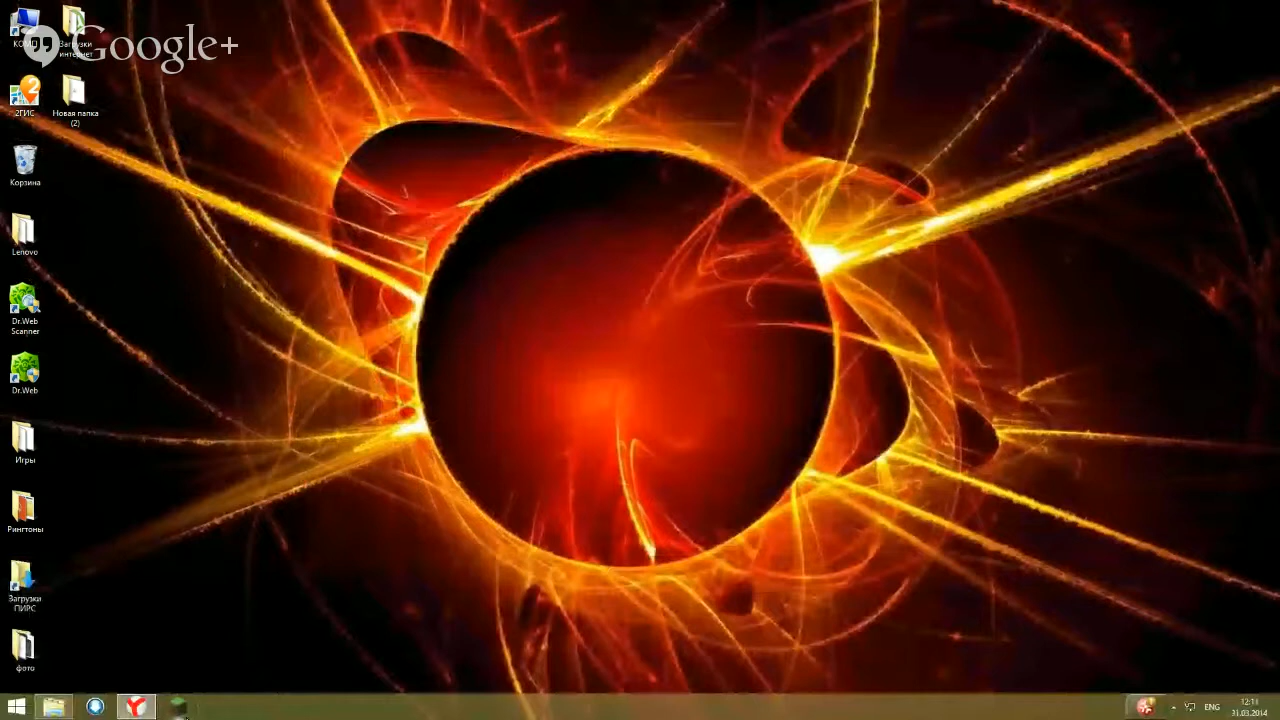 Google+
КОМП
Загрузки
интернет
2ГИС
Новая папка
(2)
Корзина
Lenovo
Dr.Web
Scanner
Dr.Web
Игры
Рингтоны
Загрузки
ПИРС
фото
ENG
31.03.2014